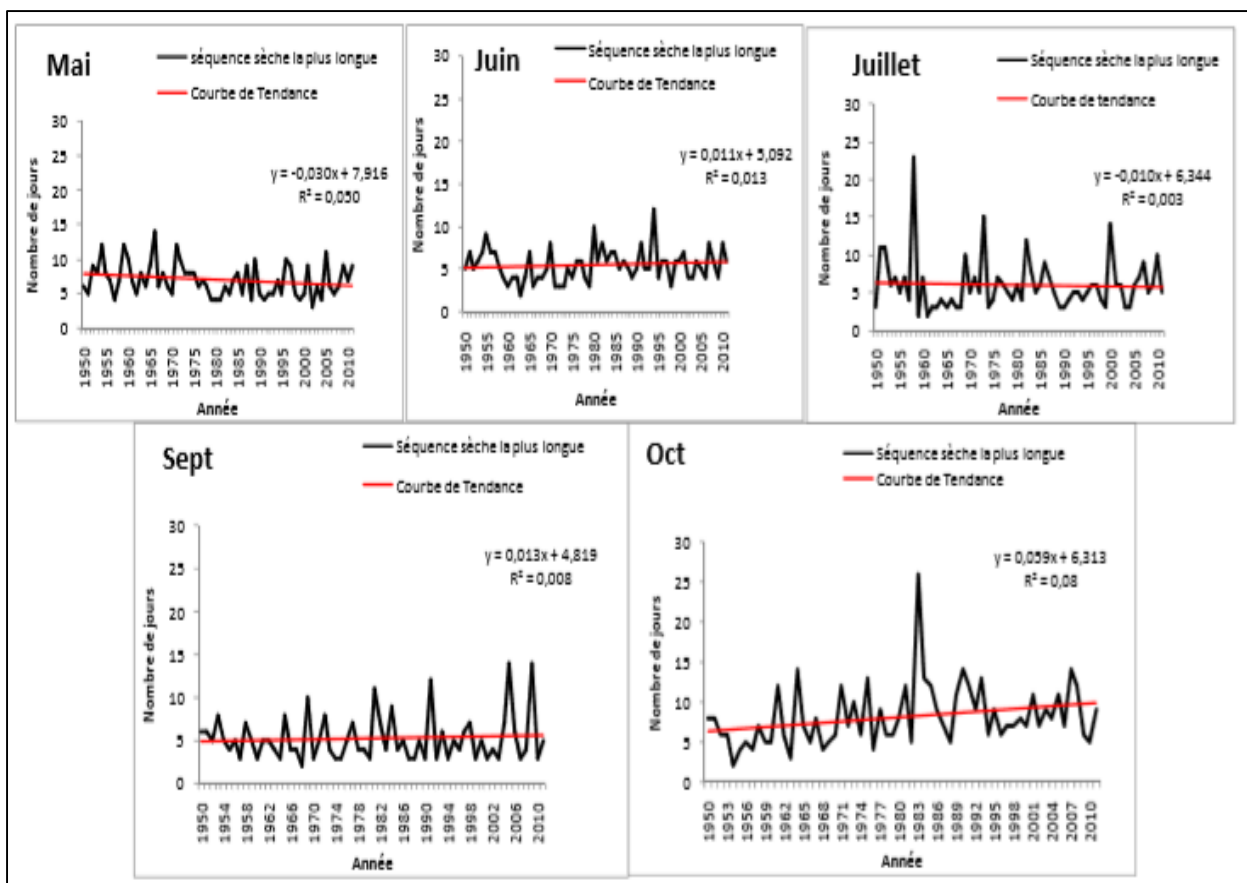 Mai
séquence sèche la plus longue
Courbe de Tendance
Nombre de jours
30
25
20
15
10
5
0
y = -0,030x + 7,916
R² = 0,050
1950 1955 1960 1965 1970 1975 1980 1985 1990 1995 2000 2005 2010
Année
Juin
Séquence sèche la plus longue
Courbe de Tendance
Nombre de jours
30
25
20
15
10
5
0
y = 0,011x + 5,092
R² = 0,013
1950 1955 1960 1965 1970 1975 1980 1985 1990 1995 2000 2005 2010
Année
Juillet
Séquence sèche la plus longue
Courbe de tendance
Nombre de jours
30
25
20
15
10
5
0
y = -0,010x + 6,344
R² = 0,003
1950 1955 1960 1965 1970 1975 1980 1985 1990 1995 2000 2005 2010
Année
Sept
Séquence sèche la plus longue
Courbe de Tendance
Nombre de jours
30
25
20
15
10
5
0
y = 0,013x + 4,819
R² = 0,008
1950 1954 1958 1962 1966 1970 1974 1978 1982 1986 1990 1994 1998 2002 2006 2010
Année
Oct
Séquence sèche la plus longue
Courbe de Tendance
Nombre de jours
30
25
20
15
10
5
0
y = 0,059x + 6,313
R² = 0,08
1950 1953 1956 1959 1962 1965 1968 1971 1974 1977 1980 1983 1986 1989 1992 1995 1998 2001 2004 2007 2010
Année